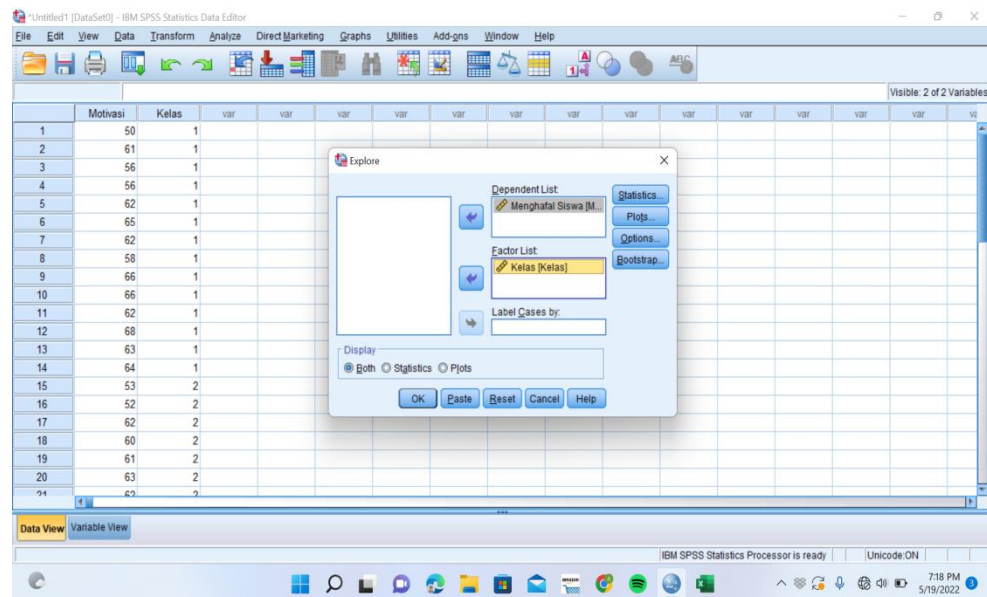 *Untitled1 [DataSet0] - IBM SPSS Statistics Data Editor
File Edit View Data Transform Analyze Direct Marketing Graphs Utilities Add-ons Window Help
Visible: 2 of 2 Variables
Motivasi Kelas var var var var var var var var var var var var
1 50 1
2 61 1
3 56 1
4 56 1
5 62 1
6 65 1
7 62 1
8 58 1
9 66 1
10 66 1
11 62 1
12 68 1
13 63 1
14 64 1
15 53 2
16 52 2
17 62 2
18 60 2
19 61 2
20 63 2
21 62 2
Explore
Dependent List:
Menghafal Siswa [M...
Factor List:
Kelas [Kelas]
Label Cases by:
Statistics...
Plots...
Options...
Bootstrap...
Display
Both Statistics Plots
OK Paste Reset Cancel Help
Data View Variable View
IBM SPSS Statistics Processor is ready Unicode:ON
7:18 PM
5/19/2022
3